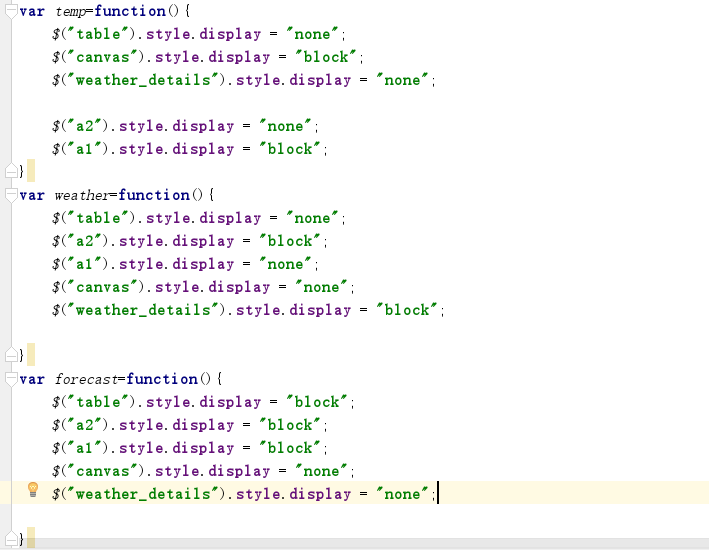 var temp=function(){
    $("table").style.display = "none";
    $("canvas").style.display = "block";
    $("weather_details").style.display = "none";

    $("a2").style.display = "none";
    $("a1").style.display = "block";
}
var weather=function(){
    $("table").style.display = "none";
    $("a2").style.display = "block";
    $("a1").style.display = "none";
    $("canvas").style.display = "none";
    $("weather_details").style.display = "block";

}
var forecast=function(){
    $("table").style.display = "block";
    $("a2").style.display = "block";
    $("a1").style.display = "block";
    $("canvas").style.display = "none";
    $("weather_details").style.display = "none";

}